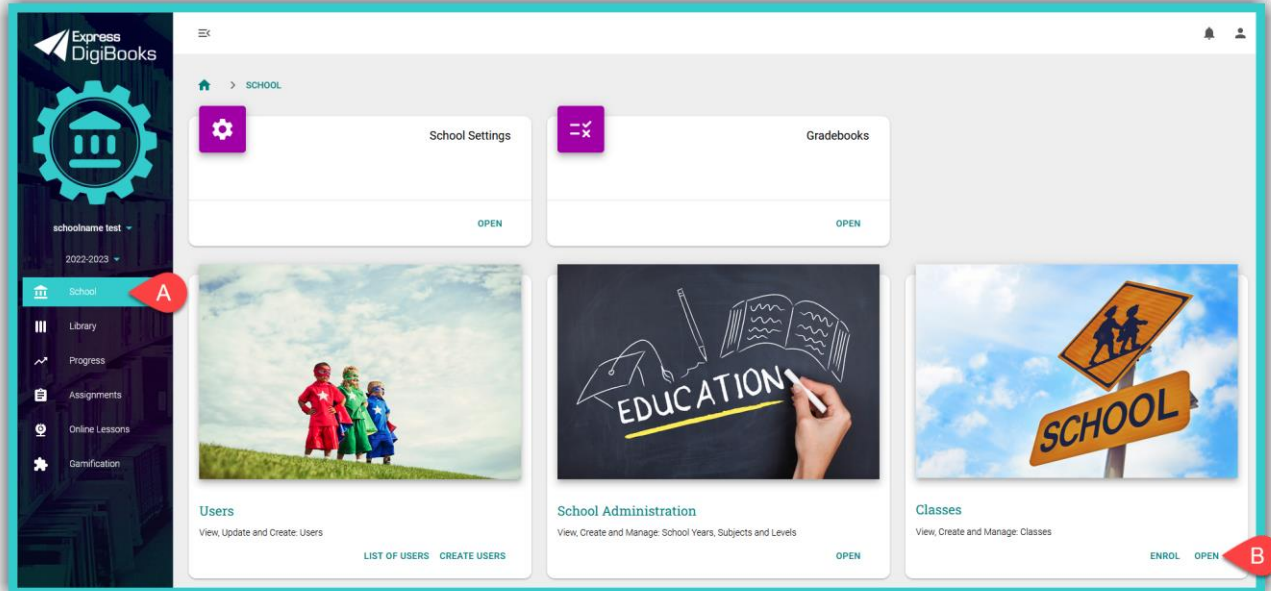 Express
DigiBooks
SCHOOL
School Settings
Gradebooks
OPEN
OPEN
schoolname test
2022-2023
School
A
Library
Progress
Assignments
Online Lessons
Gamification
EDUCATION
SCHOOL
Users
View, Update and Create: Users
LIST OF USERS CREATE USERS
School Administration
View, Create and Manage: School Years, Subjects and Levels
OPEN
Classes
View, Create and Manage: Classes
ENROL OPEN
B